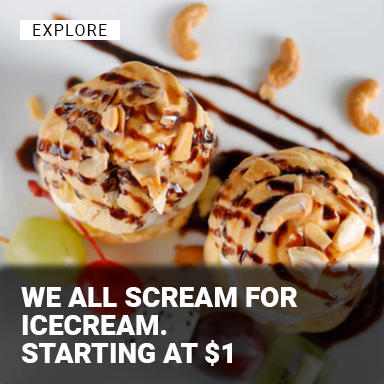 EXPLORE
WE ALL SCREAM FOR
ICECREAM.
STARTING AT $1